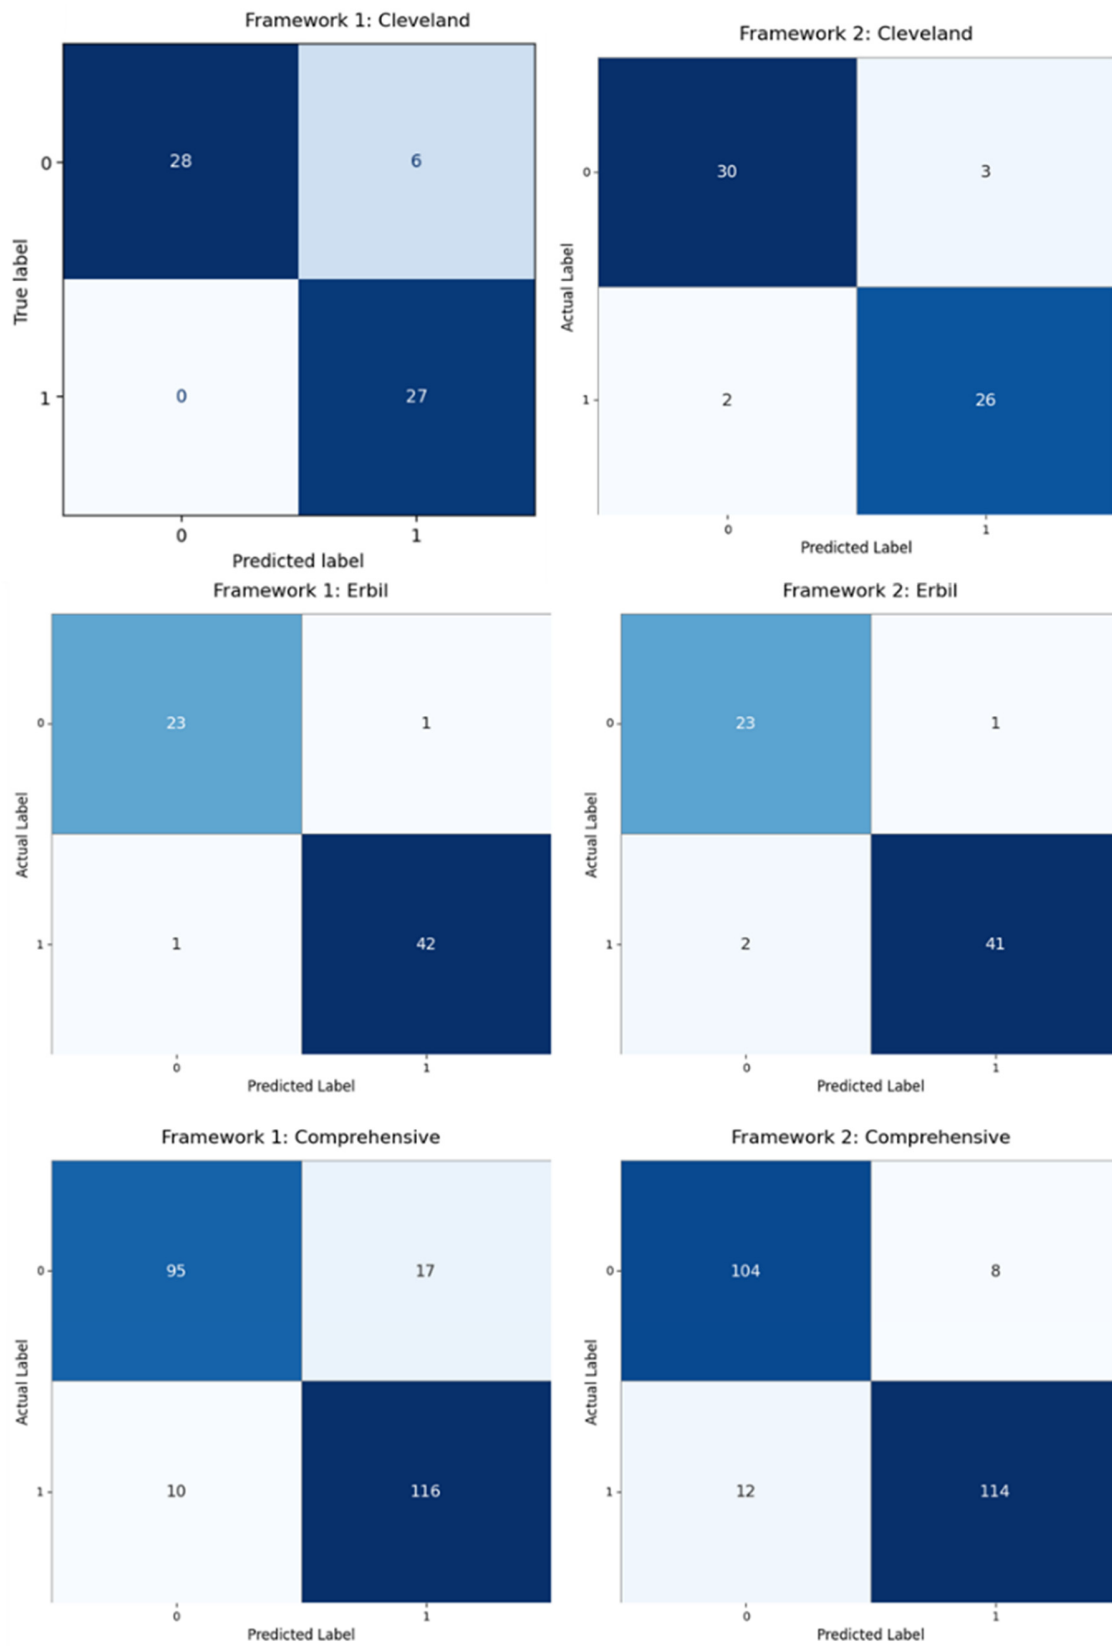 Framework 1: Cleveland
0
28
6
True label
1
0
27
0
1
Predicted label
Framework 2: Cleveland
0
30
3
Actual Label
1
2
26
0
1
Predicted Label
Framework 1: Erbil
0
23
1
Actual Label
1
1
42
0
1
Predicted Label
Framework 2: Erbil
0
23
1
Actual Label
1
2
41
0
1
Predicted Label
Framework 1: Comprehensive
0
95
17
Actual Label
1
10
116
0
1
Predicted Label
Framework 2: Comprehensive
0
104
8
Actual Label
1
12
114
0
1
Predicted Label